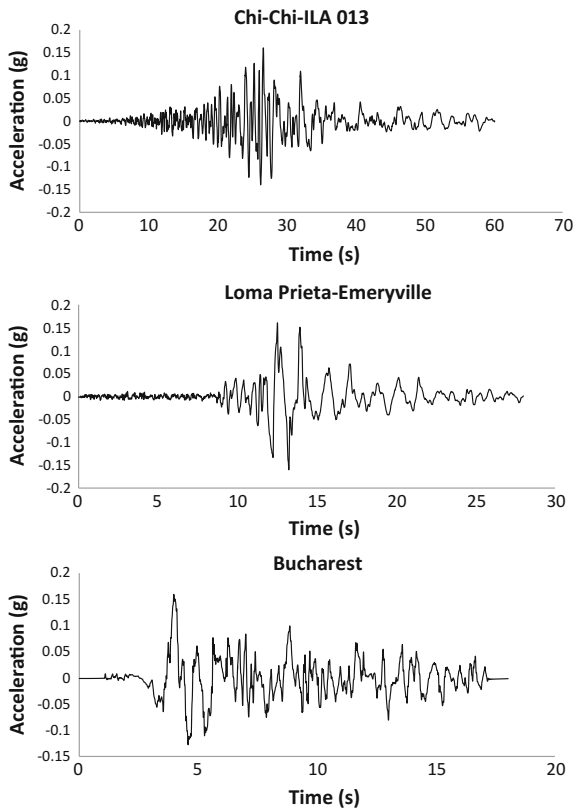 Chi-Chi-ILA 013
Acceleration (g)
0.2
0.15
0.1
0.05
0
-0.05
-0.1
-0.15
-0.2
0 10 20 30 40 50 60 70
Time (s)
Loma Prieta-Emeryville
Acceleration (g)
0.2
0.15
0.1
0.05
0
-0.05
-0.1
-0.15
-0.2
0 5 10 15 20 25 30
Time (s)
Bucharest
Acceleration (g)
0.2
0.15
0.1
0.05
0
-0.05
-0.1
-0.15
0 5 10 15 20
Time (s)